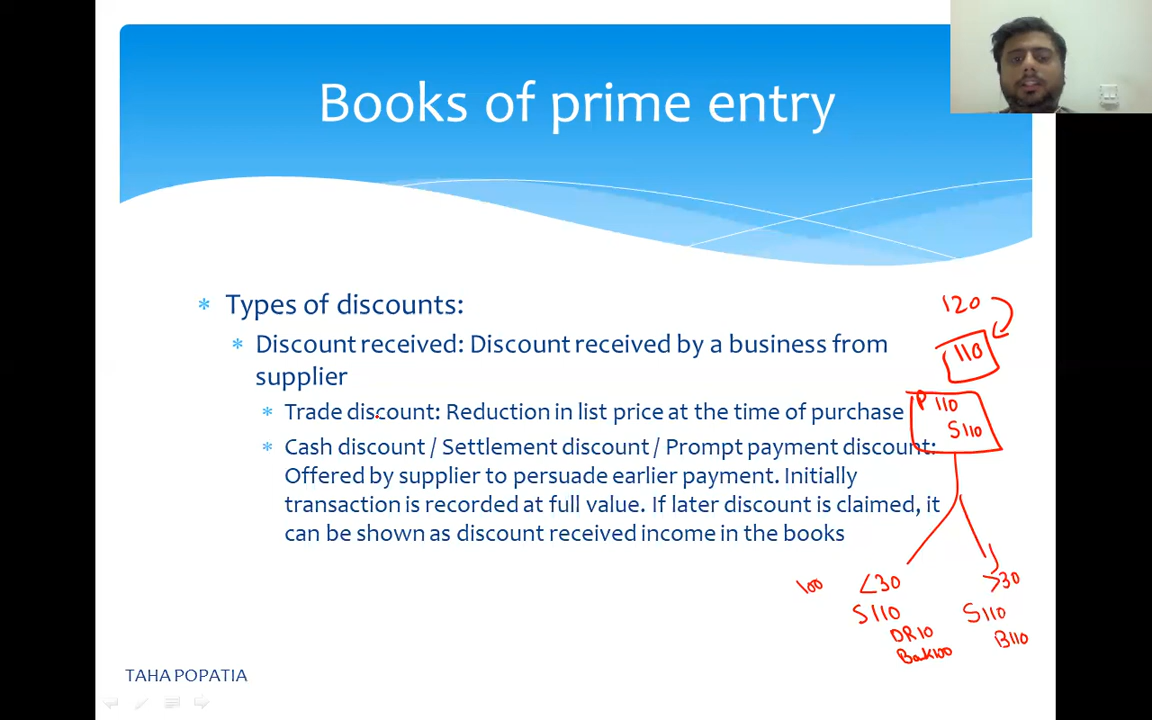 Books of prime entry
Types of discounts:
Discount received: Discount received by a business from
supplier
Trade discount: Reduction in list price at the time of purchase
Cash discount / Settlement discount / Prompt payment discount:
Offered by supplier to persuade earlier payment. Initially
transaction is recorded at full value. If later discount is claimed, it
can be shown as discount received income in the books
120
110
P 110
S110
100
<30
S110
DR10
Bank100
>30
S110
B110
TAHA POPATIA